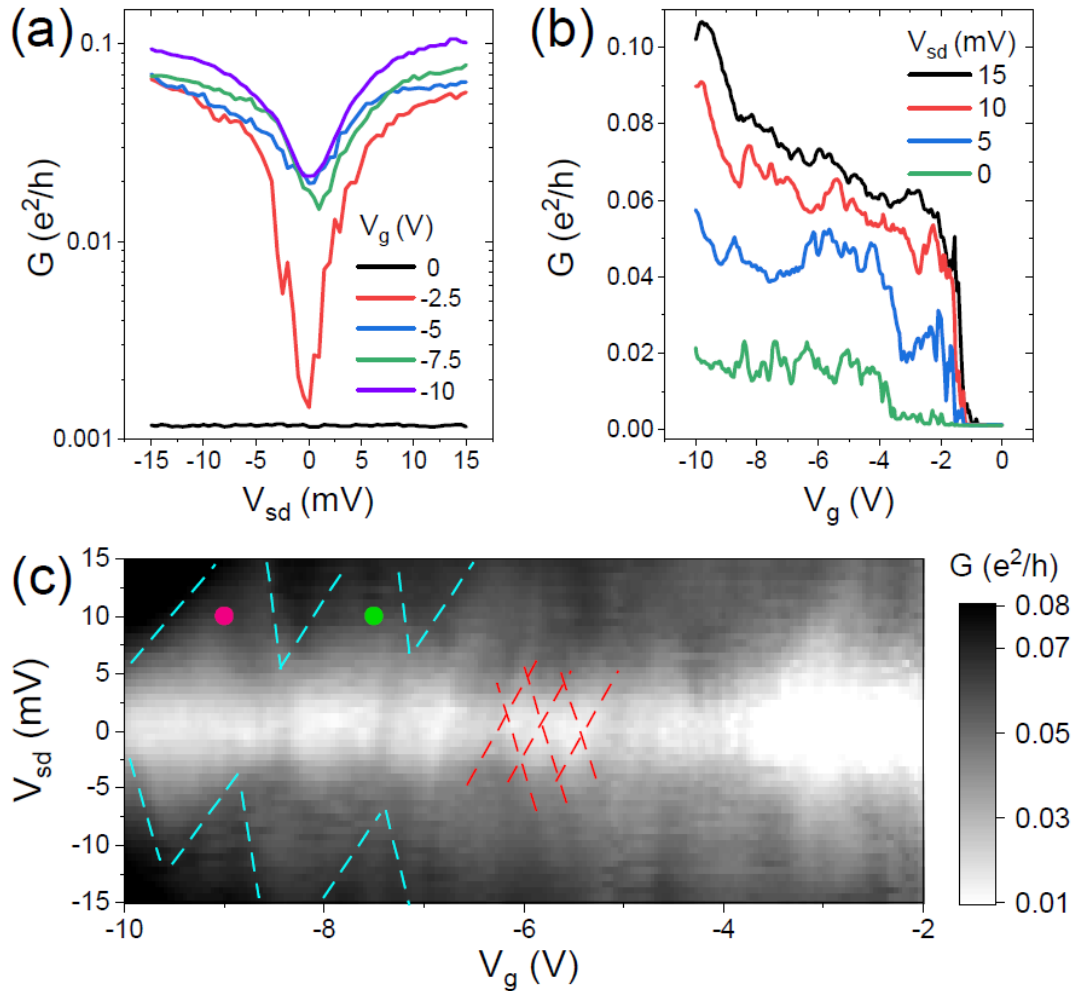 (a)
G (e²/h)
0.1
0.01
0.001
V_g (V)
0
-2.5
-5
-7.5
-10
-15 -10 -5 0 5 10 15
V_sd (mV)
(b)
G (e²/h)
0.10
0.08
0.06
0.04
0.02
0.00
V_sd (mV)
15
10
5
0
-10 -8 -6 -4 -2 0
V_g (V)
(c)
V_sd (mV)
15
10
5
0
-5
-10
-15
-10 -8 -6 -4 -2
V_g (V)
G (e²/h)
0.08
0.07
0.05
0.03
0.01